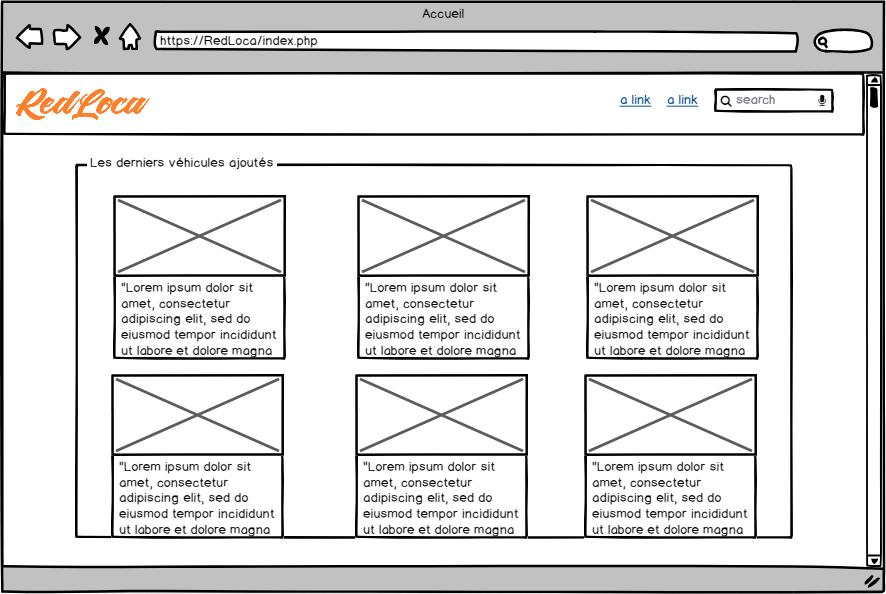 Accueil
https://RedLoca/index.php
RedLoca
a link a link search
Les derniers véhicules ajoutés
"Lorem ipsum dolor sit
amet, consectetur
adipiscing elit, sed do
eiusmod tempor incididunt
ut labore et dolore magna
"Lorem ipsum dolor sit
amet, consectetur
adipiscing elit, sed do
eiusmod tempor incididunt
ut labore et dolore magna
"Lorem ipsum dolor sit
amet, consectetur
adipiscing elit, sed do
eiusmod tempor incididunt
ut labore et dolore magna
"Lorem ipsum dolor sit
amet, consectetur
adipiscing elit, sed do
eiusmod tempor incididunt
ut labore et dolore magna
"Lorem ipsum dolor sit
amet, consectetur
adipiscing elit, sed do
eiusmod tempor incididunt
ut labore et dolore magna
"Lorem ipsum dolor sit
amet, consectetur
adipiscing elit, sed do
eiusmod tempor incididunt
ut labore et dolore magna